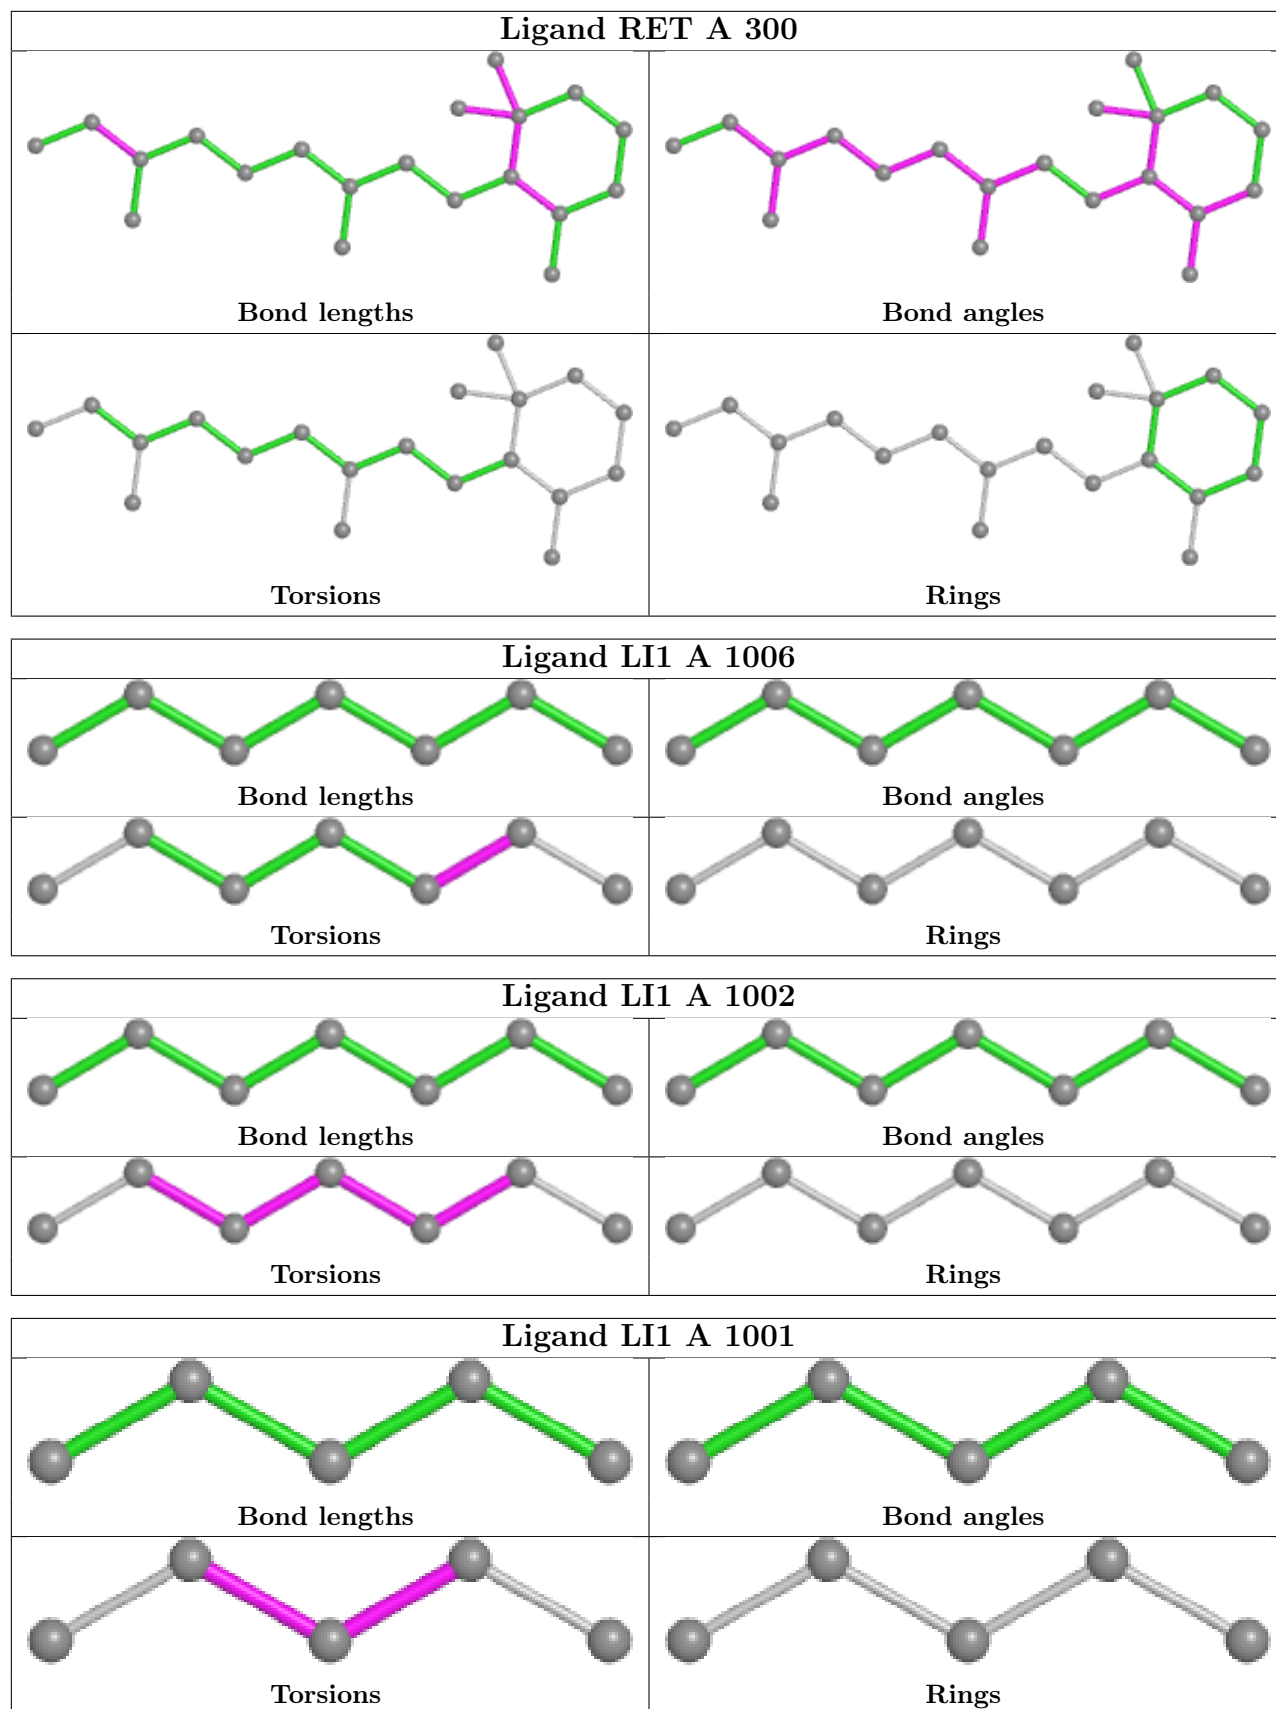 Ligand RET A 300
Bond lengths
Bond angles
Torsions
Rings
Ligand LI1 A 1006
Bond lengths
Bond angles
Torsions
Rings
Ligand LI1 A 1002
Bond lengths
Bond angles
Torsions
Rings
Ligand LI1 A 1001
Bond lengths
Bond angles
Torsions
Rings